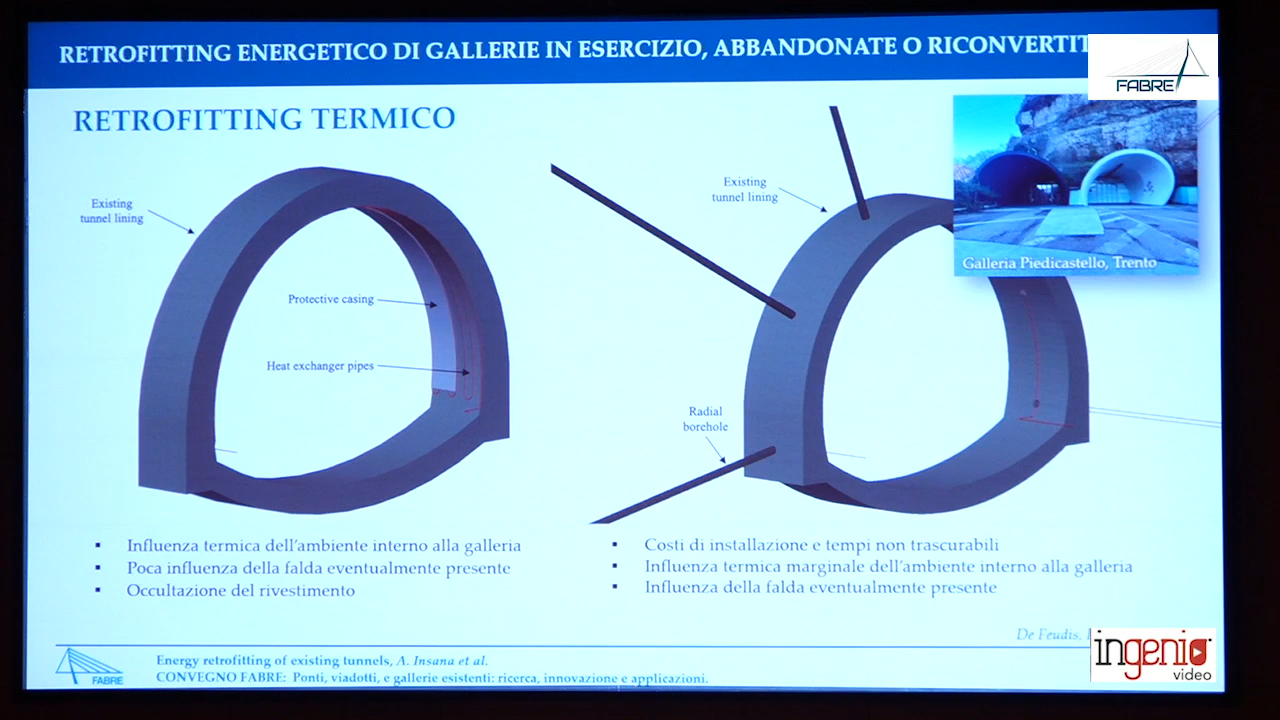 RETROFITTING ENERGETICO DI GALLERIE IN ESERCIZIO, ABBANDONATE O
FABRE
RETROFITTING TERMICO
Existing
tunnel lining
Protective casing
Heat exchanger pipes
Existing
tunnel lining
Radial
borehole
Galleria Piedicastello, Trento
▪ Influenza termica dell'ambiente interno alla galleria
▪ Poca influenza della falda eventualmente presente
▪ Occultazione del rivestimento
▪ Costi di installazione e tempi non trascurabili
▪ Influenza termica marginale dell'ambiente interno alla galleria
▪ Influenza della falda eventualmente presente
De Feudis,
FABRE
Energy retrofitting of existing tunnels, A. Insana et al.
CONVEGNO FABRE: Ponti, viadotti, e gallerie esistenti: ricerca, innovazione e applicazioni.
ingenio
video